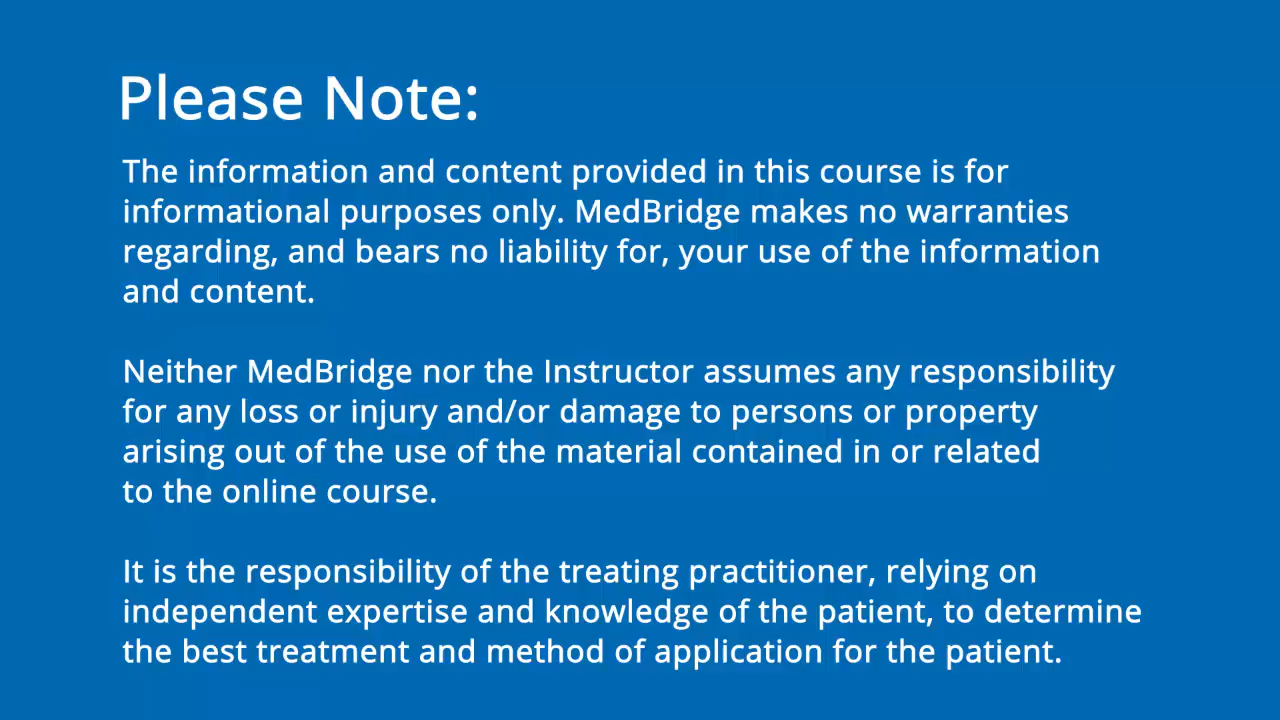 Please Note:
The information and content provided in this course is for
informational purposes only. MedBridge makes no warranties
regarding, and bears no liability for, your use of the information
and content.
Neither MedBridge nor the Instructor assumes any responsibility
for any loss or injury and/or damage to persons or property
arising out of the use of the material contained in or related
to the online course.
It is the responsibility of the treating practitioner, relying on
independent expertise and knowledge of the patient, to determine
the best treatment and method of application for the patient.